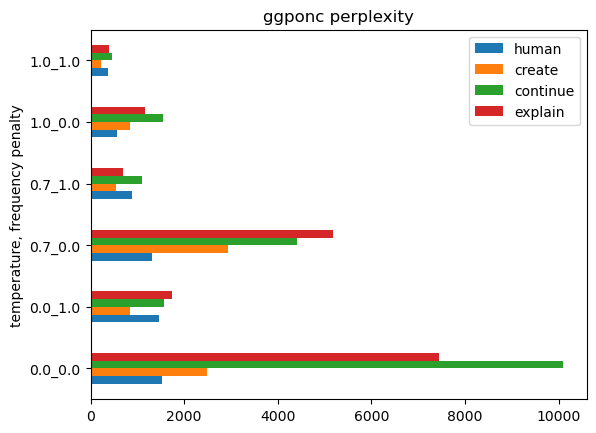 ggponc perplexity
human
create
continue
explain
temperature, frequency penalty
1.0_1.0
1.0_0.0
0.7_1.0
0.7_0.0
0.0_1.0
0.0_0.0
0 2000 4000 6000 8000 10000